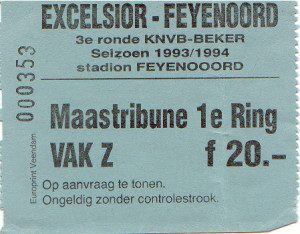 EXCELSIOR - FEYENOORD
3e ronde KNVB-BEKER
Seizoen 1993/1994
stadion FEYENOOORD
000353
Maastribune 1e Ring
VAK Z f 20.-
Op aanvraag te tonen.
Ongeldig zonder controlestrook.
Europrint Veendam